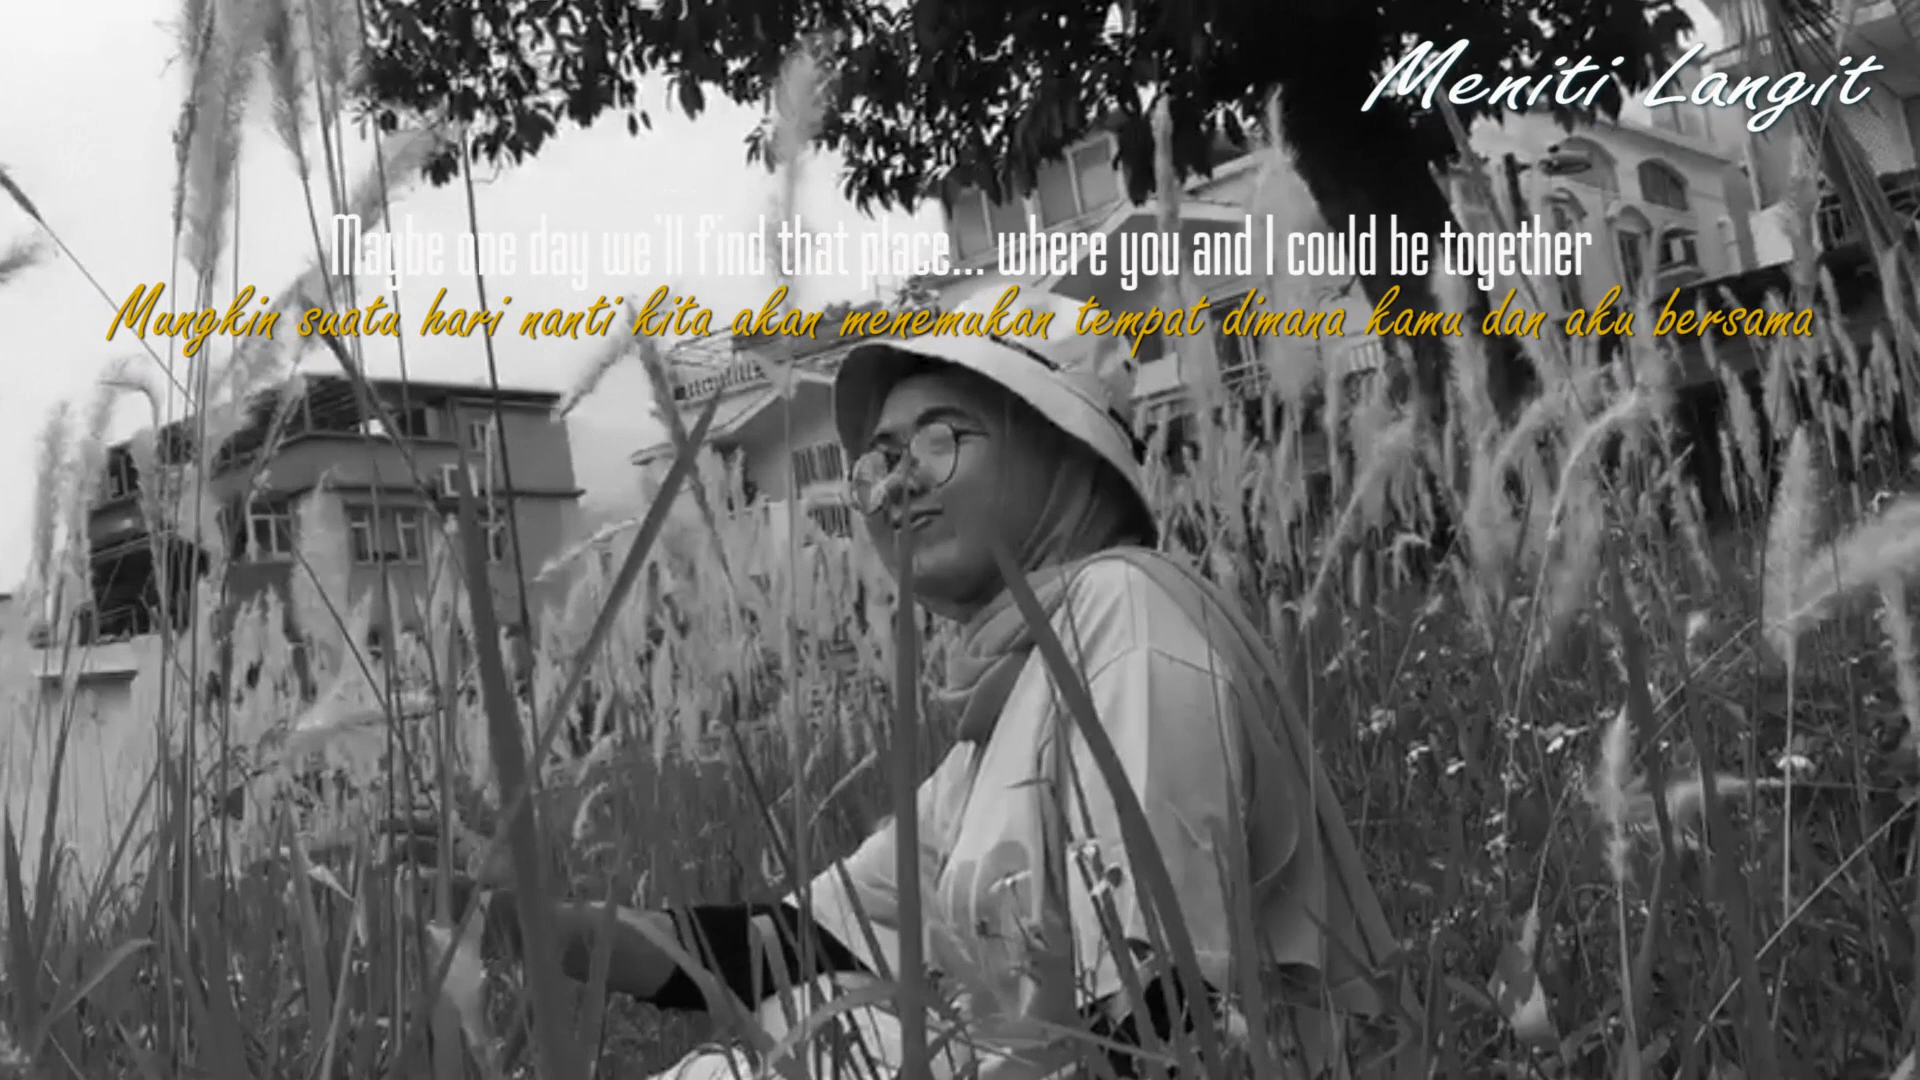 Meniti Langit
Maybe one day we'll find that place... where you and I could be together
Mungkin suatu hari nanti kita akan menemukan tempat dimana kamu dan aku bersama